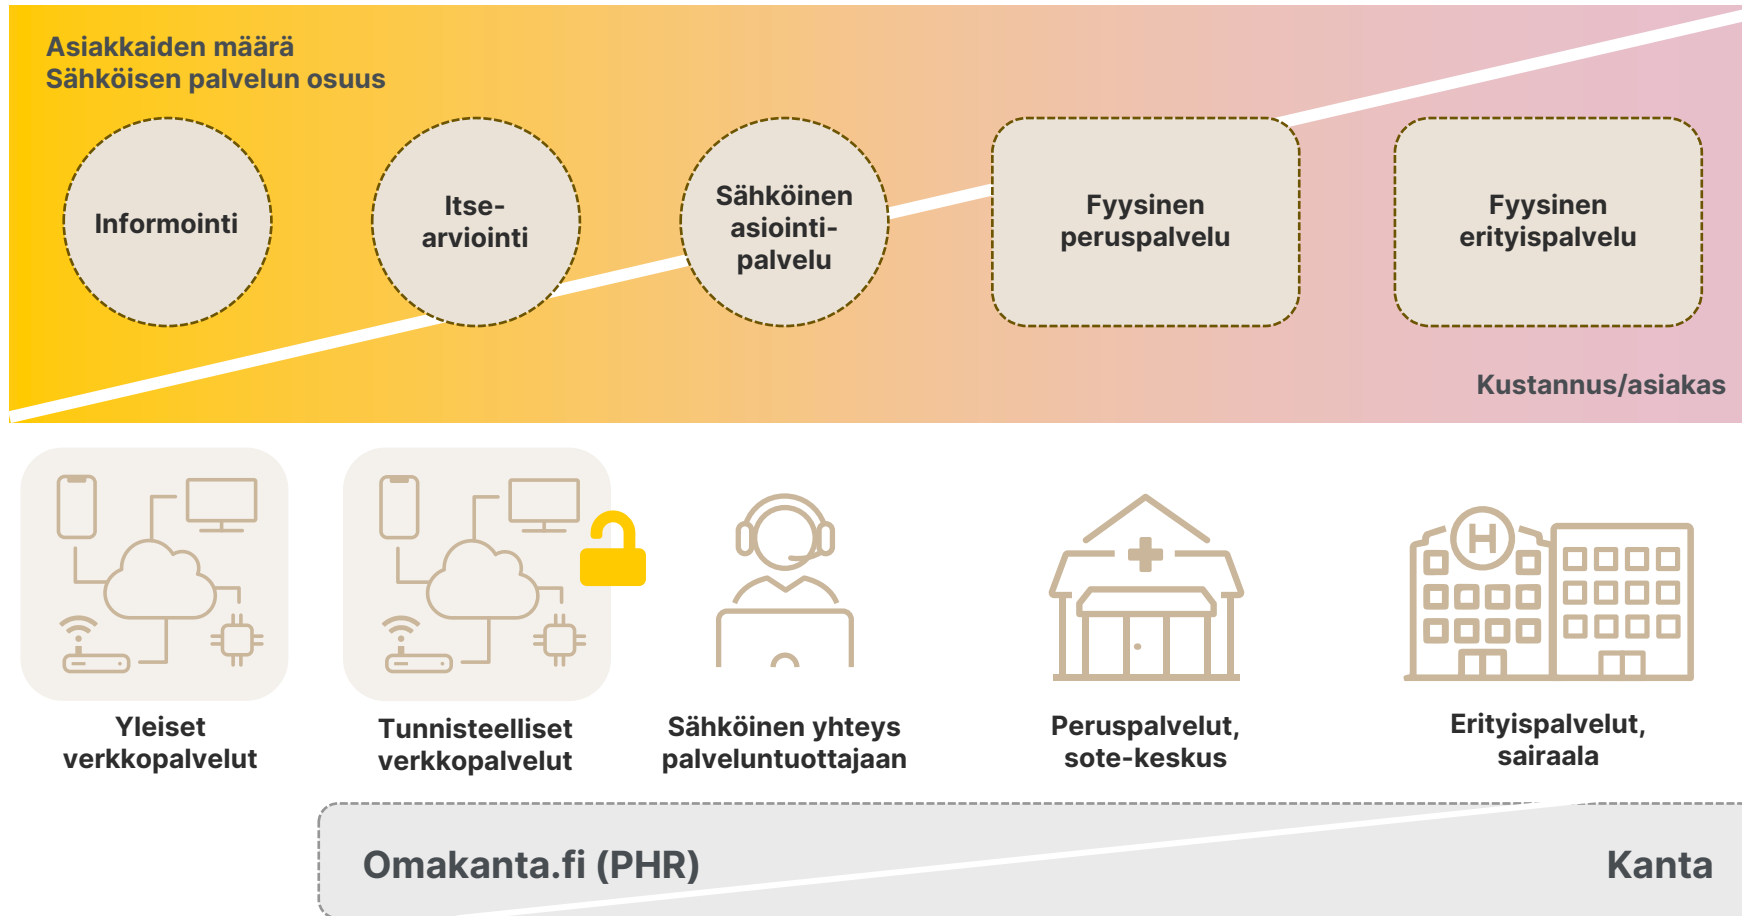 Asiakkaiden määrä
Sähköisen palvelun osuus
Informointi
Itse-
arviointi
Sähköinen
asiointi-
palvelu
Fyysinen
peruspalvelu
Fyysinen
erityispalvelu
Kustannus/asiakas
H
Yleiset
verkkopalvelut
Tunnisteelliset
verkkopalvelut
Sähköinen yhteys
palveluntuottajaan
Peruspalvelut,
sote-keskus
Erityispalvelut,
sairaala
Omakanta.fi (PHR)
Kanta